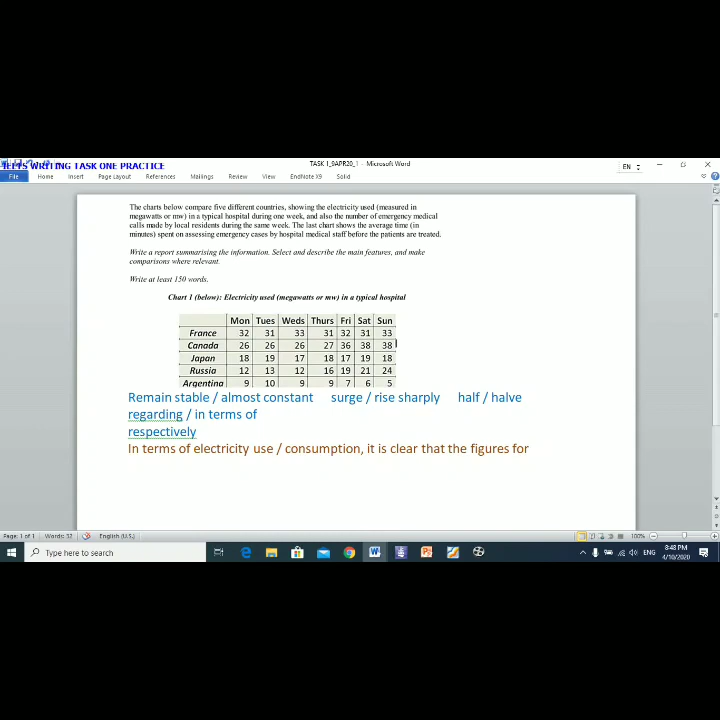 IELTS WRITING TASK ONE PRACTICE
TASK 1_9APR20_1 - Microsoft Word
EN
File Home Insert Page Layout References Mailings Review View EndNote X9 Solid
The charts below compare five different countries, showing the electricity used (measured in
megawatts or mw) in a typical hospital during one week, and also the number of emergency medical
calls made by local residents during the same week. The last chart shows the average time (in
minutes) spent on assessing emergency cases by hospital medical staff before the patients are treated.
Write a report summarising the information. Select and describe the main features, and make
comparisons where relevant.
Write at least 150 words.
Chart 1 (below): Electricity used (megawatts or mw) in a typical hospital
Mon Tues Weds Thurs Fri Sat Sun
France 32 31 33 31 32 31 33
Canada 26 26 26 27 36 38 38
Japan 18 19 17 18 17 19 18
Russia 12 13 12 16 19 21 24
Argentina 9 10 9 9 7 6 5
Remain stable / almost constant surge / rise sharply half / halve
regarding / in terms of
respectively
In terms of electricity use / consumption, it is clear that the figures for
Page: 1 of 1 Words: 32 English (U.S.) 100%
Type here to search
ENG
8:48 PM
4/10/2020